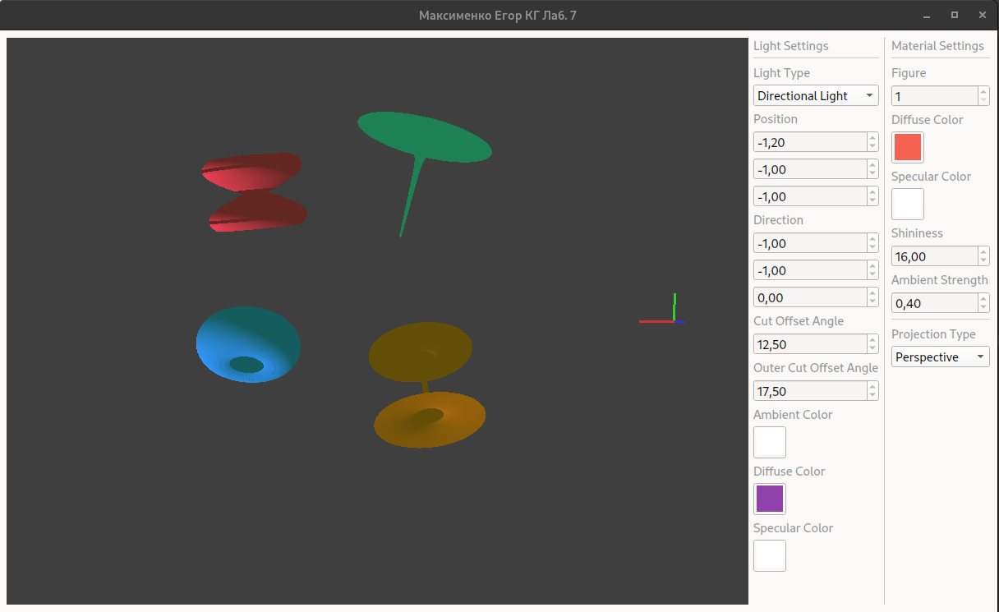 Максименко Егор КГ Лаб. 7
Light Settings
Light Type
Directional Light
Position
-1,20
-1,00
-1,00
Direction
-1,00
-1,00
0,00
Cut Offset Angle
12,50
Outer Cut Offset Angle
17,50
Ambient Color
Diffuse Color
Specular Color
Material Settings
Figure
1
Diffuse Color
Specular Color
Shininess
16,00
Ambient Strength
0,40
Projection Type
Perspective